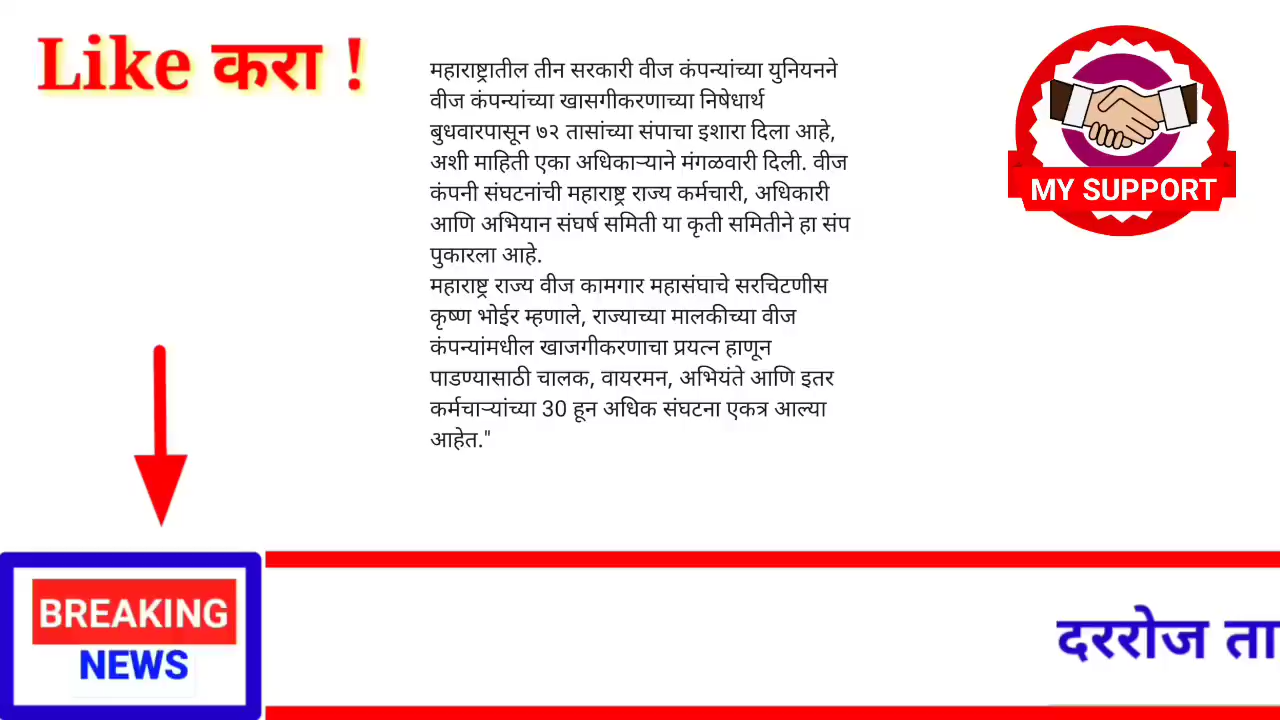 Like करा !
महाराष्ट्रातील तीन सरकारी वीज कंपन्यांच्या युनियनने
वीज कंपन्यांच्या खासगीकरणाच्या निषेधार्थ
बुधवारपासून ७२ तासांच्या संपाचा इशारा दिला आहे,
अशी माहिती एका अधिकाऱ्याने मंगळवारी दिली. वीज
कंपनी संघटनांची महाराष्ट्र राज्य कर्मचारी, अधिकारी
आणि अभियान संघर्ष समिती या कृती समितीने हा संप
पुकारला आहे.
महाराष्ट्र राज्य वीज कामगार महासंघाचे सरचिटणीस
कृष्ण भोईर म्हणाले, राज्याच्या मालकीच्या वीज
कंपन्यांमधील खाजगीकरणाचा प्रयत्न हाणून
पाडण्यासाठी चालक, वायरमन, अभियंते आणि इतर
कर्मचाऱ्यांच्या 30 हून अधिक संघटना एकत्र आल्या
आहेत."
MY SUPPORT
BREAKING
NEWS
दररोज ता